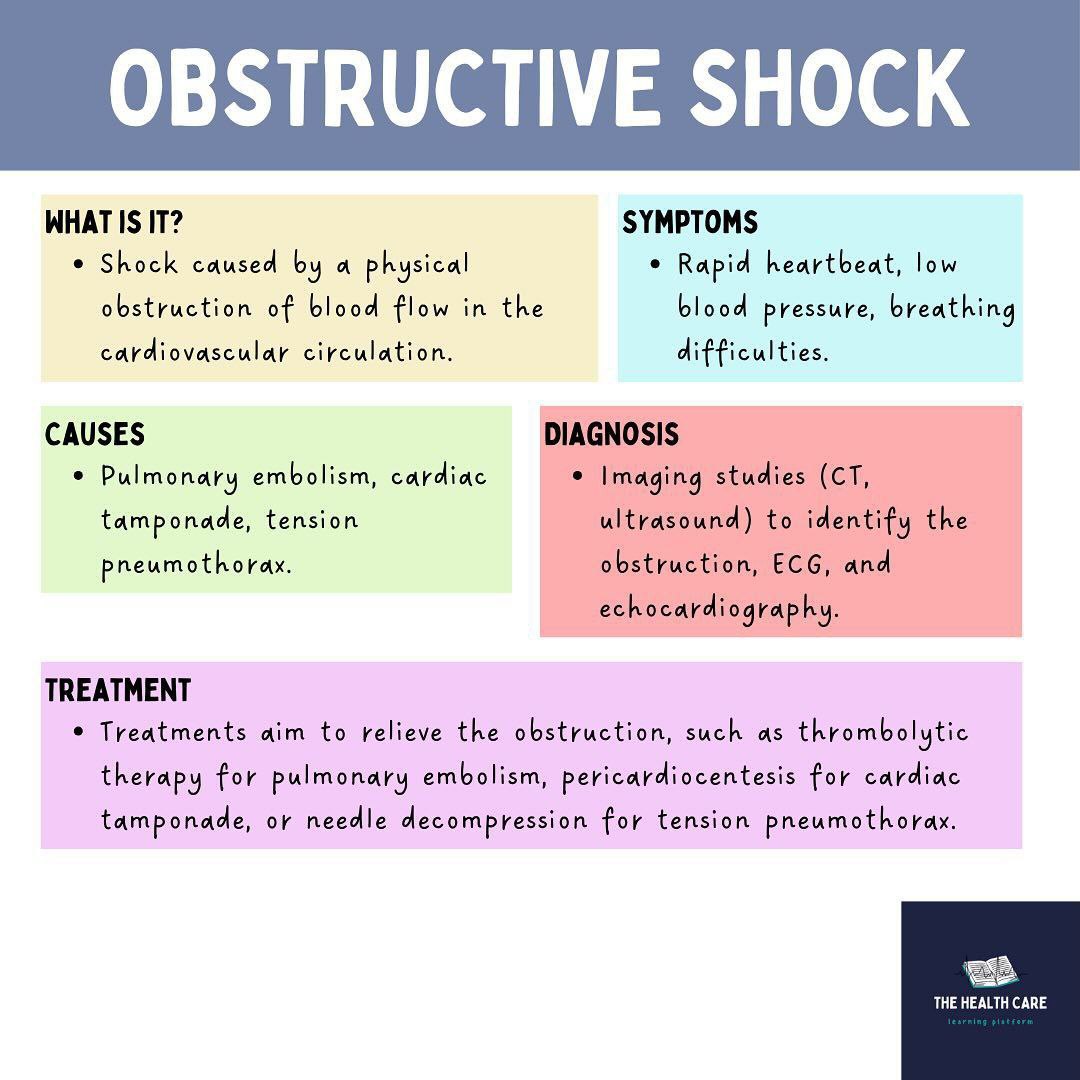 OBSTRUCTIVE SHOCK
WHAT IS IT?
• Shock caused by a physical
obstruction of blood flow in the
cardiovascular circulation.
SYMPTOMS
• Rapid heartbeat, low
blood pressure, breathing
difficulties.
CAUSES
• Pulmonary embolism, cardiac
tamponade, tension
pneumothorax.
DIAGNOSIS
• Imaging studies (CT,
ultrasound) to identify the
obstruction, ECG, and
echocardiography.
TREATMENT
• Treatments aim to relieve the obstruction, such as thrombolytic
therapy for pulmonary embolism, pericardiocentesis for cardiac
tamponade, or needle decompression for tension pneumothorax.
THE HEALTH CARE
learning platform